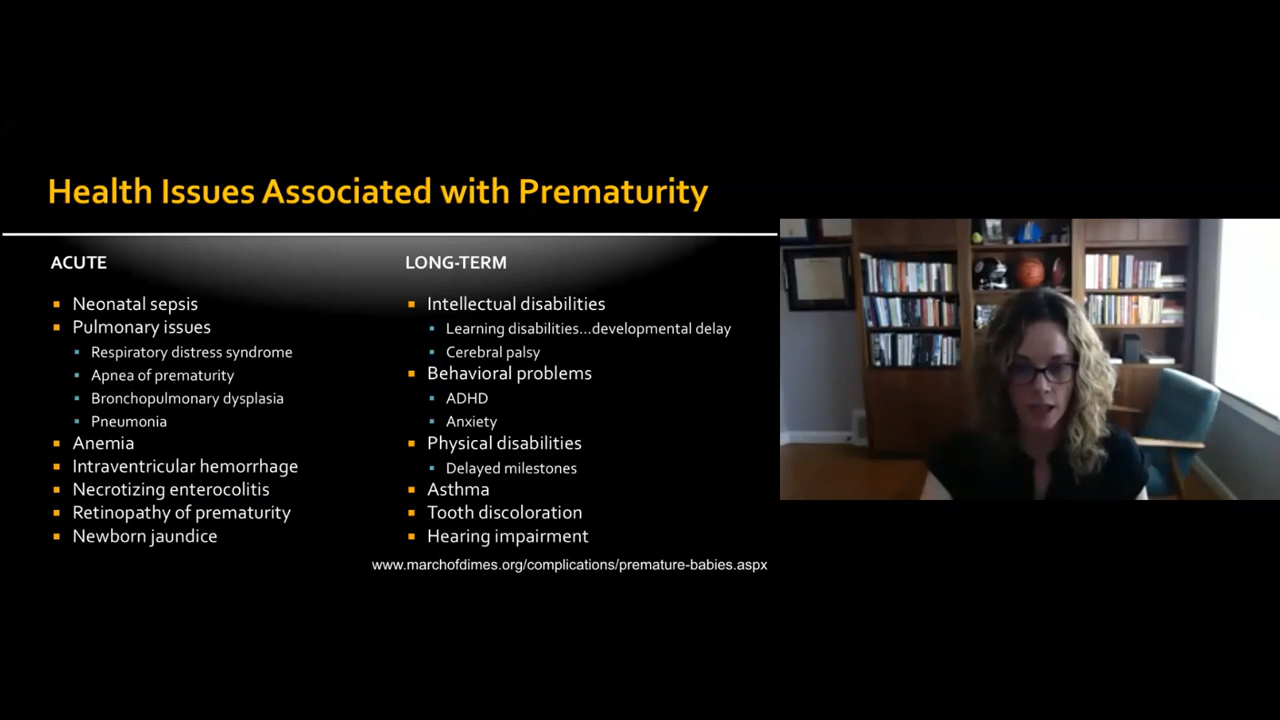 Health Issues Associated with Prematurity
ACUTE
Neonatal sepsis
Pulmonary issues
Respiratory distress syndrome
Apnea of prematurity
Bronchopulmonary dysplasia
Pneumonia
Anemia
Intraventricular hemorrhage
Necrotizing enterocolitis
Retinopathy of prematurity
Newborn jaundice
LONG-TERM
Intellectual disabilities
Learning disabilities...developmental delay
Cerebral palsy
Behavioral problems
ADHD
Anxiety
Physical disabilities
Delayed milestones
Asthma
Tooth discoloration
Hearing impairment
www.marchofdimes.org/complications/premature-babies.aspx